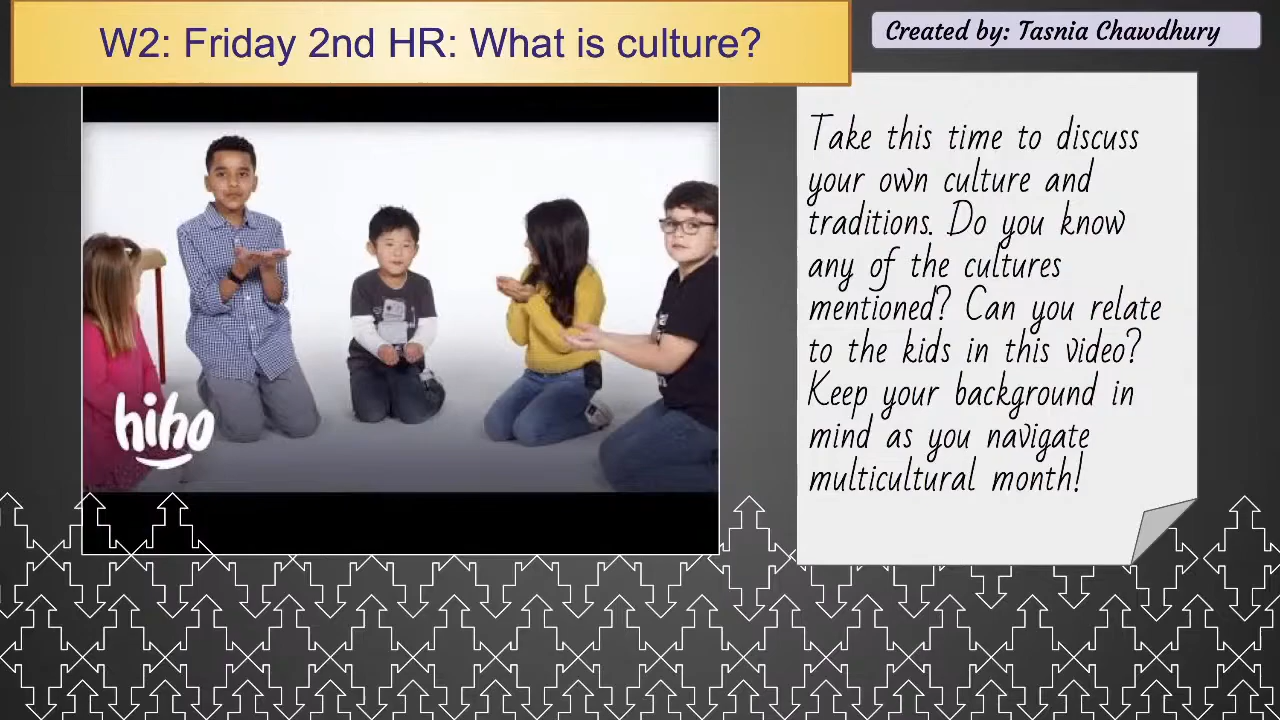 W2: Friday 2nd HR: What is culture?
Created by: Tasnia Chawdhury
Take this time to discuss
your own culture and
traditions. Do you know
any of the cultures
mentioned? Can you relate
to the kids in this video?
Keep your background in
mind as you navigate
multicultural month!
hiho